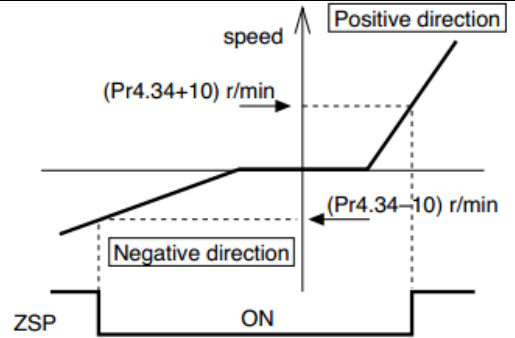 Positive direction
speed
(Pr4.34+10) r/min
(Pr4.34–10) r/min
Negative direction
ZSP
ON